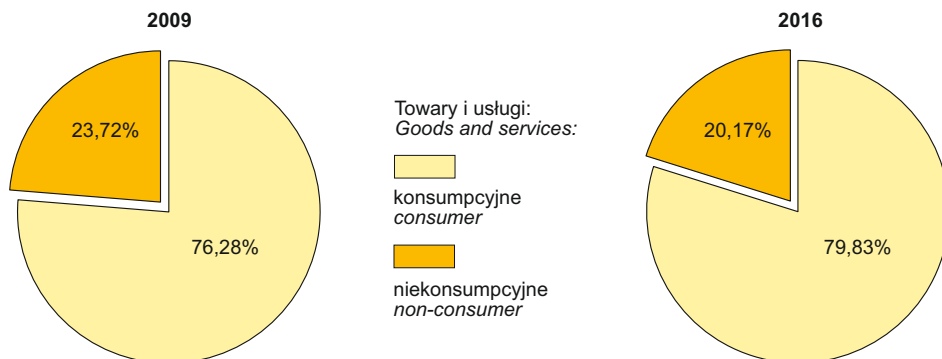 2009
23,72%
76,28%
Towary i usługi:
Goods and services:
konsumpcyjne
consumer
niekonsumpcyjne
non-consumer
2016
20,17%
79,83%